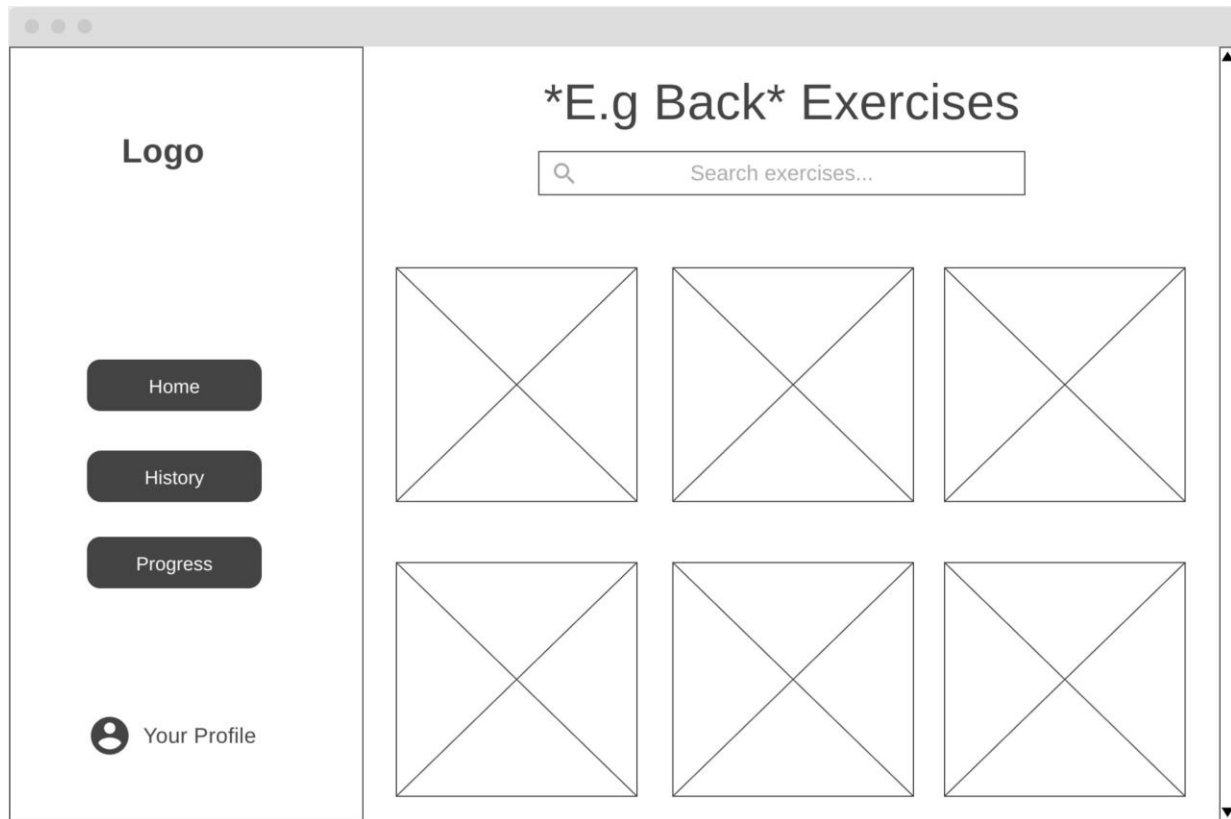 Logo
Home
History
Progress
Your Profile
*E.g Back* Exercises
Search exercises...